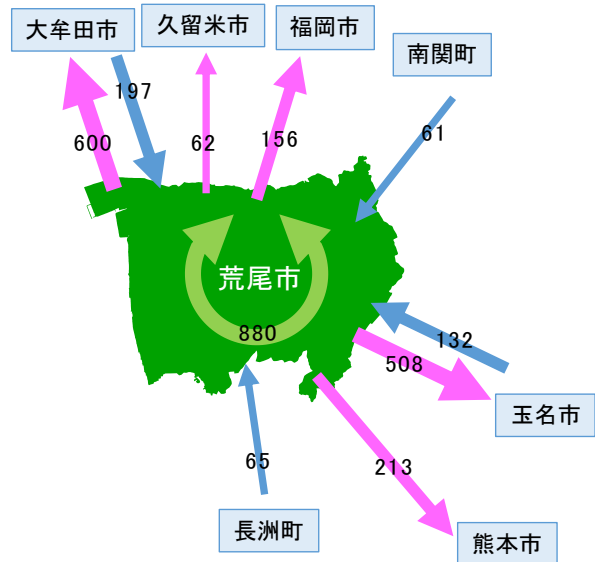 大牟田市
久留米市
福岡市
南関町
197
600
62
156
61
荒尾市
880
132
508
玉名市
65
213
長洲町
熊本市